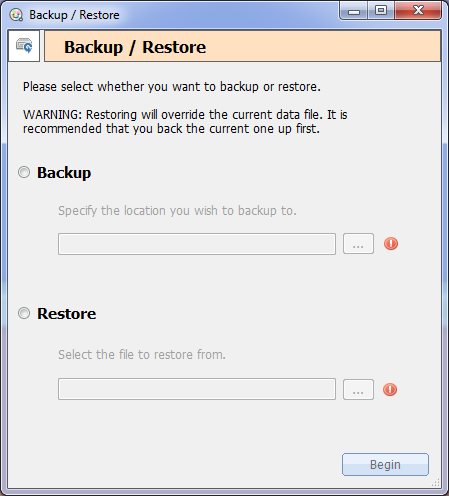 Backup / Restore
Backup / Restore
Please select whether you want to backup or restore.
WARNING: Restoring will override the current data file. It is
recommended that you back the current one up first.
Backup
Specify the location you wish to backup to.
...
Restore
Select the file to restore from.
...
Begin